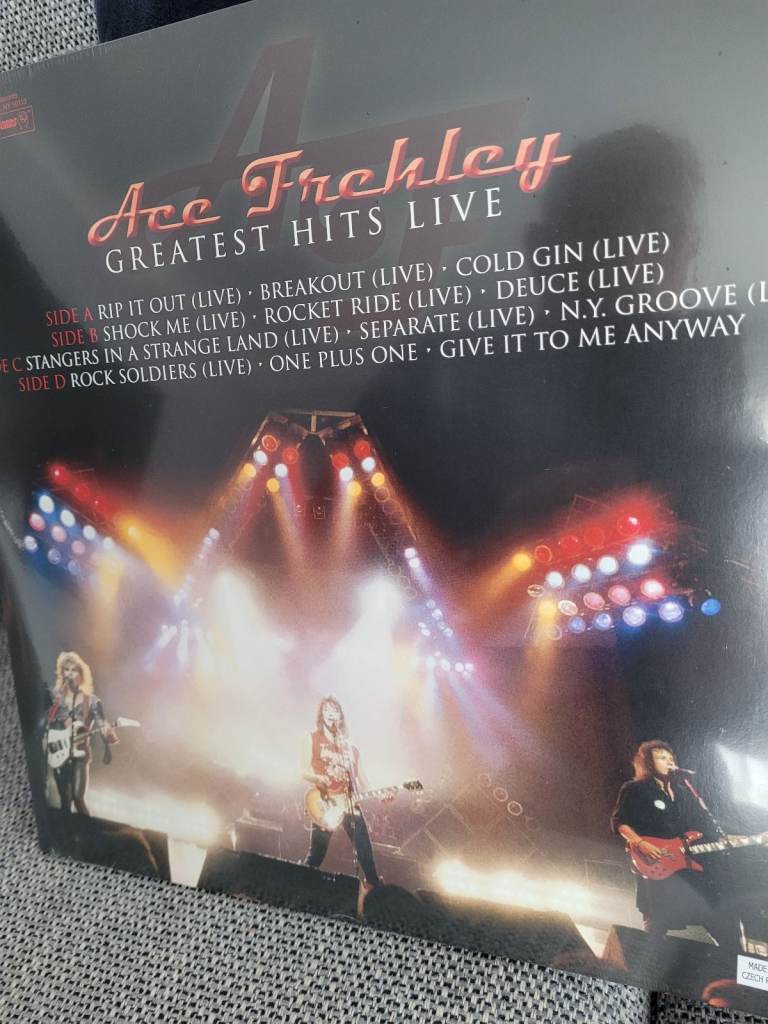 Ace Frehley
GREATEST HITS LIVE
SIDE A RIP IT OUT (LIVE) · BREAKOUT (LIVE) · COLD GIN (LIVE)
SIDE B SHOCK ME (LIVE) · ROCKET RIDE (LIVE) · DEUCE (LIVE)
DE C STANGERS IN A STRANGE LAND (LIVE) · SEPARATE (LIVE) · N.Y. GROOVE (L
SIDE D ROCK SOLDIERS (LIVE) · ONE PLUS ONE · GIVE IT TO ME ANYWAY
MADE
CZECH R